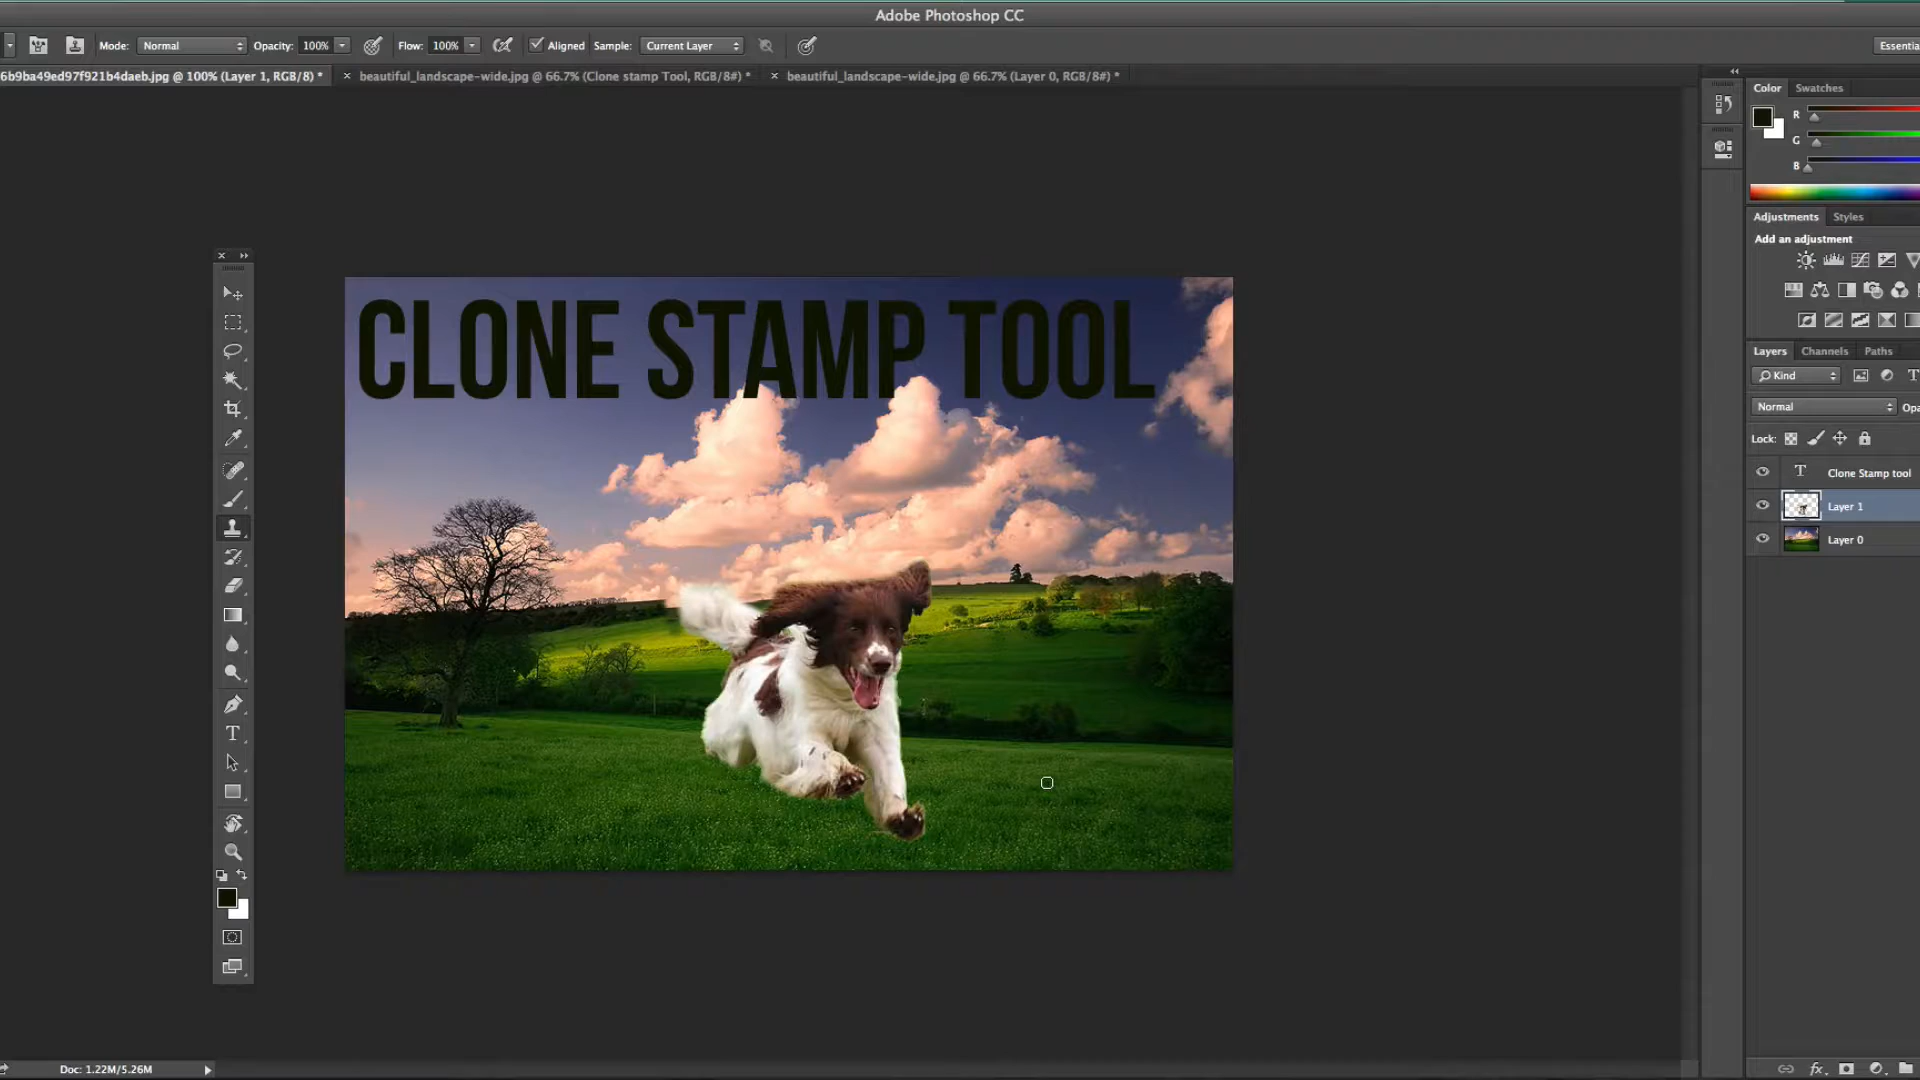 Adobe Photoshop CC
Mode: Normal Opacity: 100% Flow: 100% Aligned Sample: Current Layer Essentia
6b9ba49ed97f921b4daeb.jpg @ 100% (Layer 1, RGB/8) * beautiful_landscape-wide.jpg @ 66.7% (Clone stamp Tool, RGB/8#) * beautiful_landscape-wide.jpg @ 66.7% (Layer 0, RGB/8#) *
Color Swatches
R
G
B
Adjustments Styles
Add an adjustment
CLONE STAMP TOOL
Layers Channels Paths
Kind
Normal Opa
Lock:
Clone Stamp tool
Layer 1
Layer 0
Doc: 1.22M/5.26M